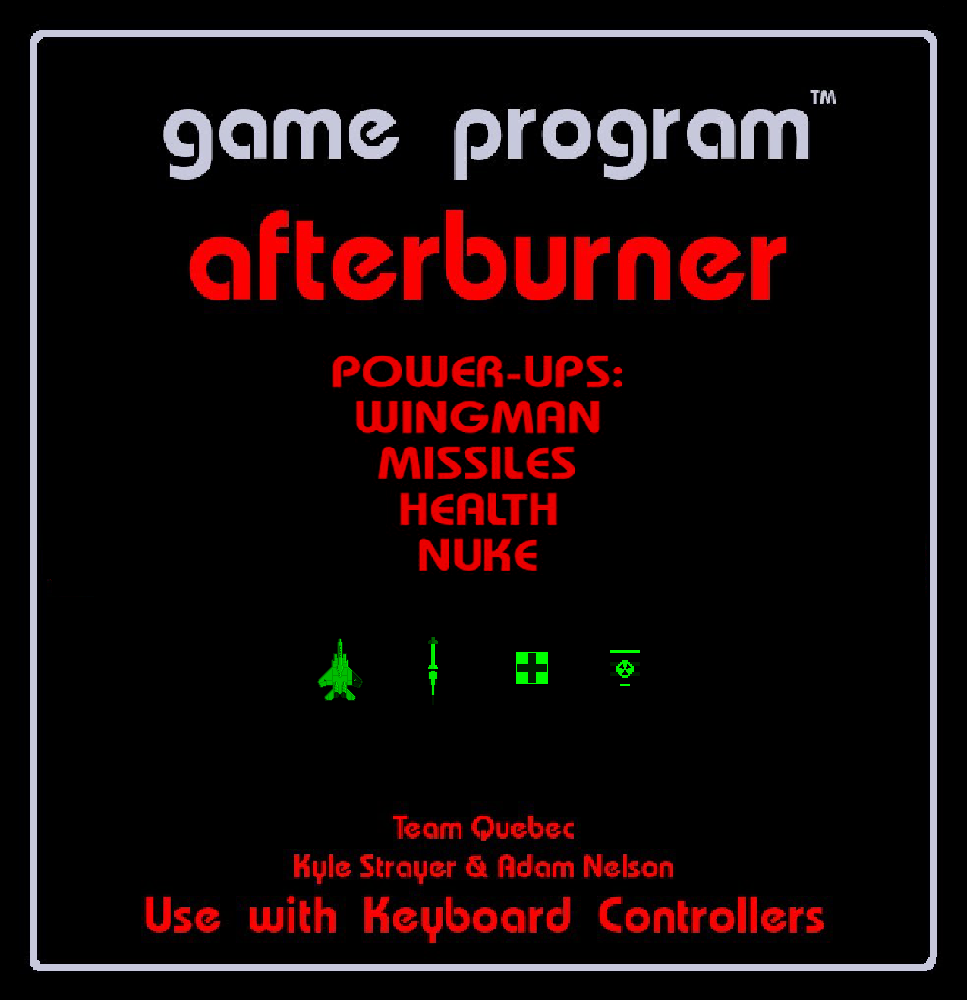 game program™
afterburner
POWER-UPS:
WINGMAN
MISSILES
HEALTH
NUKE
Team Quebec
Kyle Strayer & Adam Nelson
Use with Keyboard Controllers